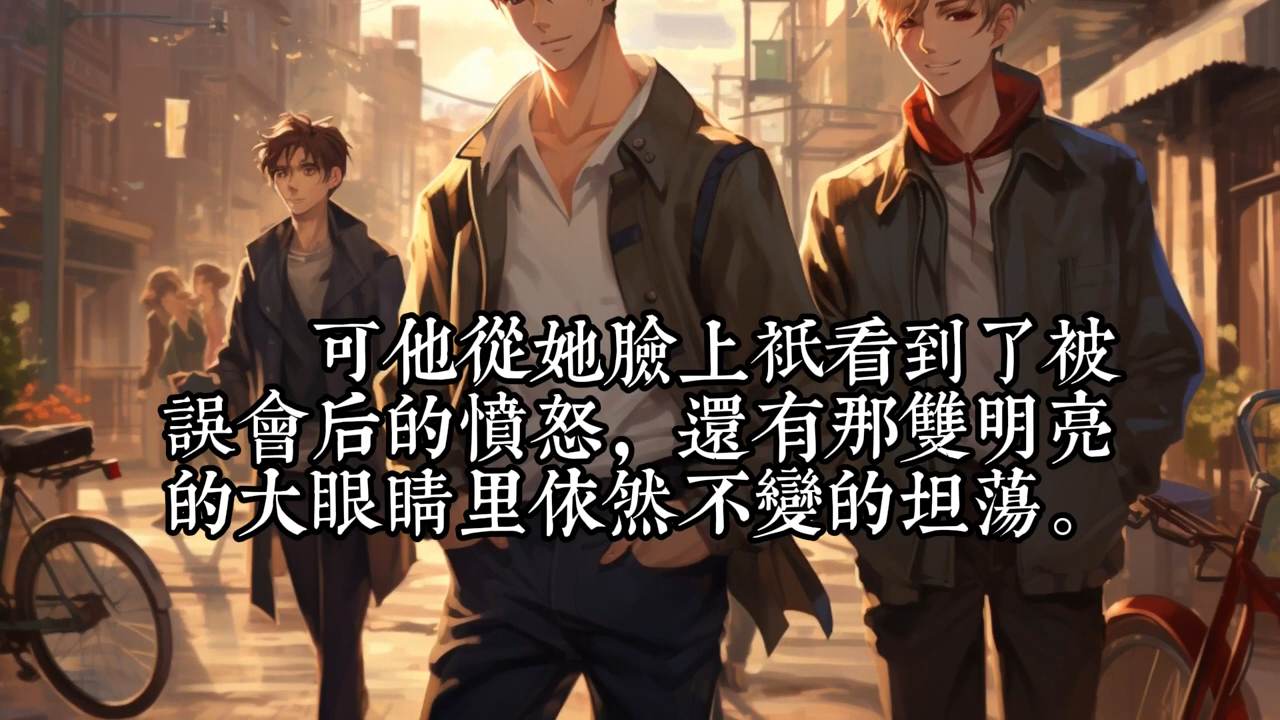 可他從她臉上衹看到了被
誤會后的憤怒，還有那雙明亮
的大眼睛里依然不變的坦蕩。